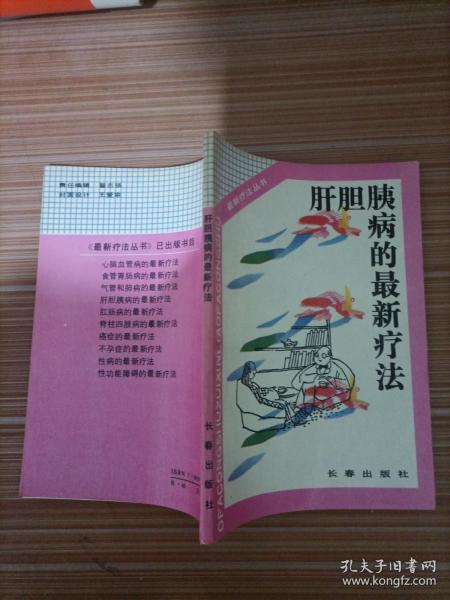 责任编辑
封面设计 王爱宗
《最新疗法丛书》已出版书目
心脑血管病的最新疗法
食管胃肠病的最新疗法
气管和肺病的最新疗法
肝胆胰病的最新疗法
肛肠病的最新疗法
脊柱四肢病的最新疗法
癌症的最新疗法
不孕症的最新疗法
性病的最新疗法
性功能障碍的最新疗法
肝胆胰病的最新疗法
长春出版社
最新疗法丛书
肝胆胰病的最新疗法
长春出版社
孔夫子旧书网
www.kongfz.com